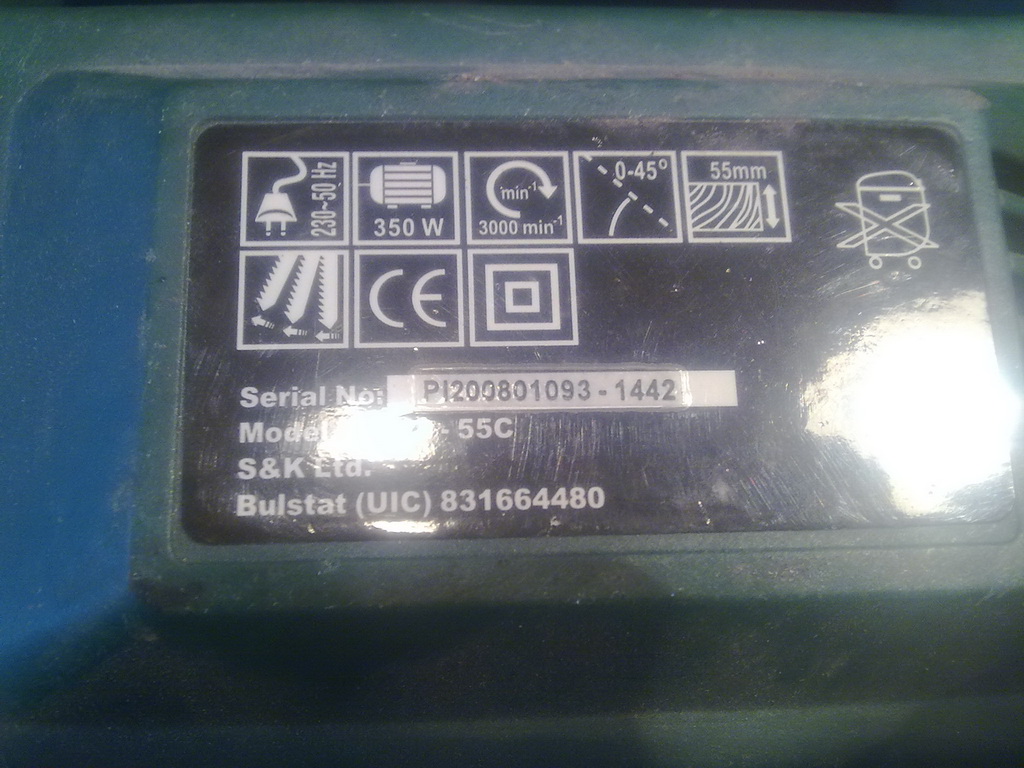 230~50 Hz
350 W
min-1
3000 min-1
0-45°
55mm
CE
Serial No: PI200801093 - 1442
Model - 55C
S&K Ltd.
Bulstat (UIC) 831664480